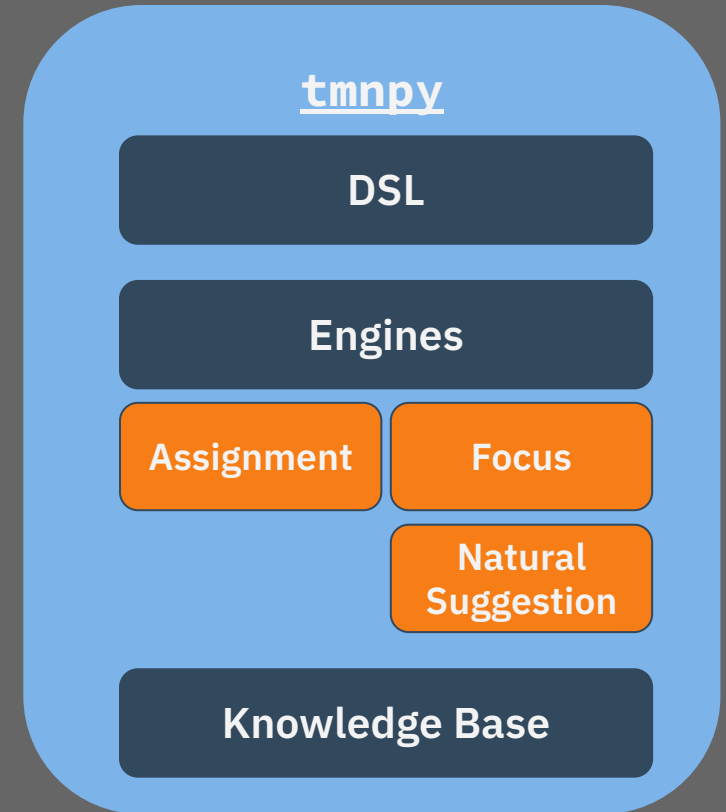 tmnpy
DSL
Engines
Assignment
Focus
Natural
Suggestion
Knowledge Base